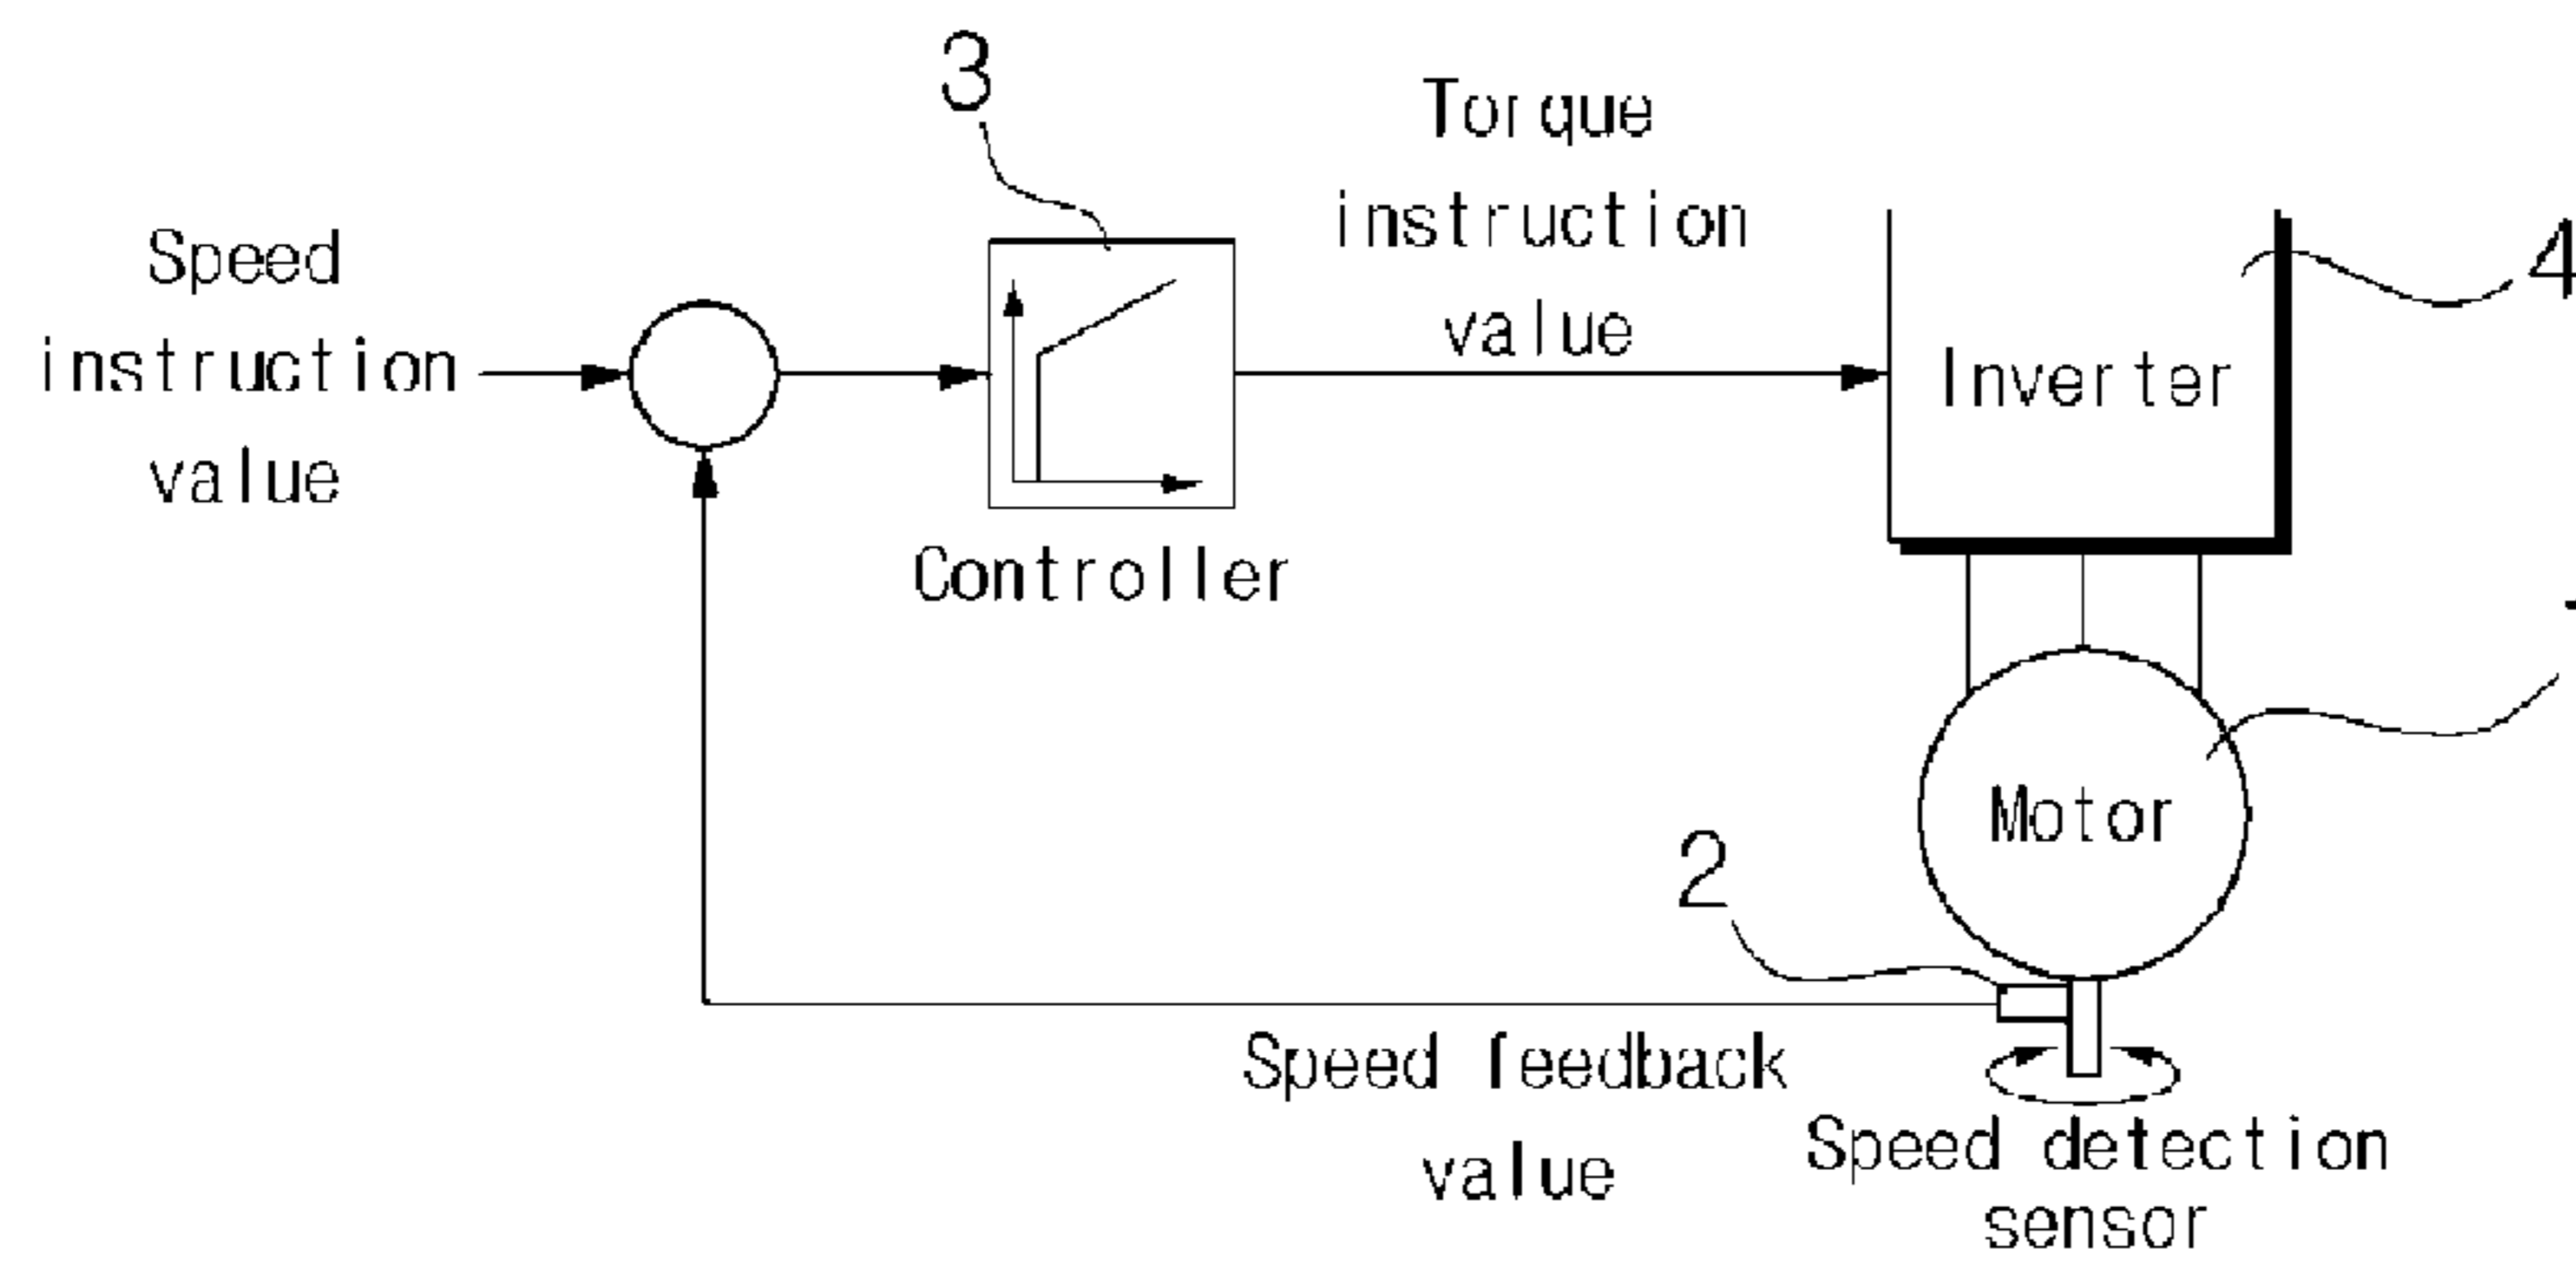 3
Torque
instruction
value
Speed
instruction
value
Inverter
4
Controller
Motor
2
Speed feedback
value
Speed detection
sensor